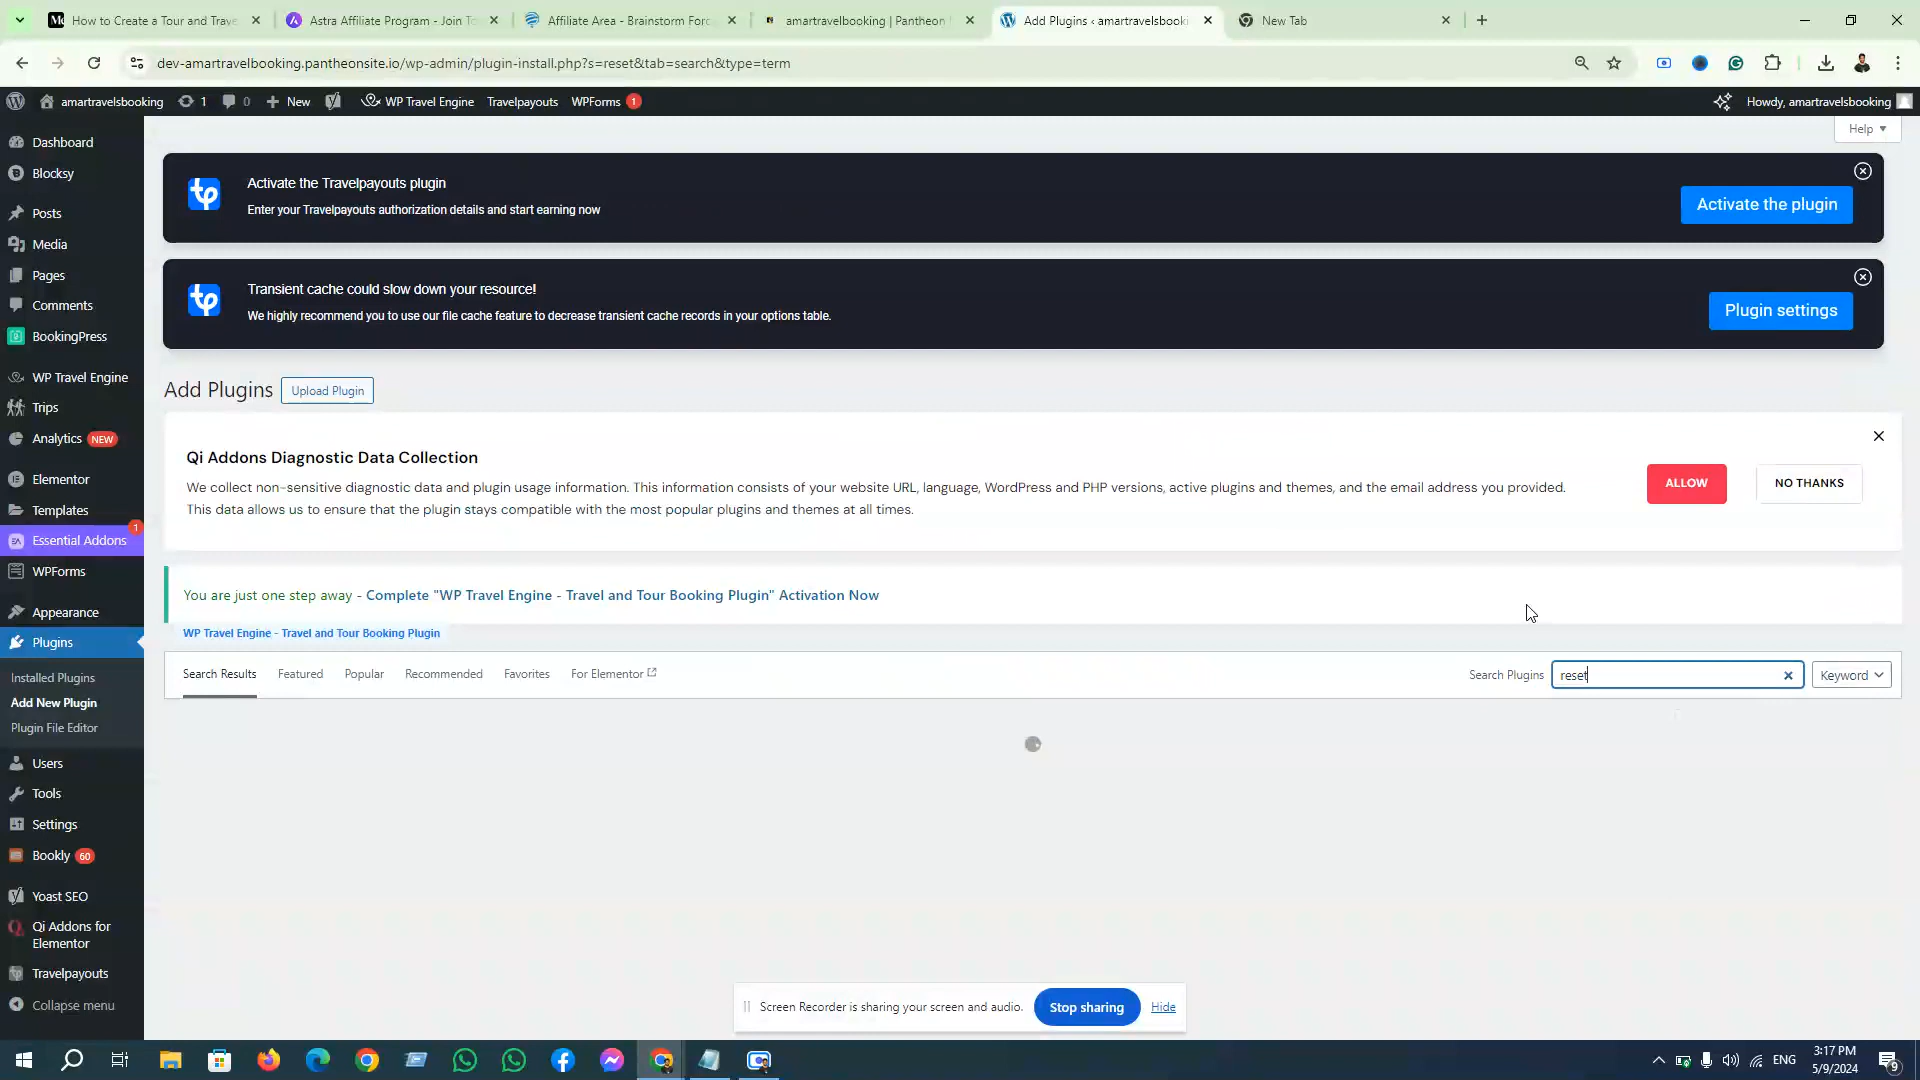 How to Create a Tour and Trave
Astra Affiliate Program - Join To
Affiliate Area - Brainstorm Forc
amartravelbooking | Pantheon
Add Plugins ‹ amartravelsbooki
New Tab
dev-amartravelbooking.pantheonsite.io/wp-admin/plugin-install.php?s=reset&tab=search&type=term
amartravelsbooking 1 0 New WP Travel Engine Travelpayouts WPForms 1 Howdy, amartravelsbooking
Help
Dashboard
Blocksy
Posts
Media
Pages
Comments
BookingPress
WP Travel Engine
Trips
Analytics NEW
Elementor
Templates
Essential Addons 1
WPForms
Appearance
Plugins
Installed Plugins
Add New Plugin
Plugin File Editor
Users
Tools
Settings
Bookly 60
Yoast SEO
Qi Addons for
Elementor
Travelpayouts
Collapse menu
tp
Activate the Travelpayouts plugin
Enter your Travelpayouts authorization details and start earning now
Activate the plugin
tp
Transient cache could slow down your resource!
We highly recommend you to use our file cache feature to decrease transient cache records in your options table.
Plugin settings
Add Plugins Upload Plugin
Qi Addons Diagnostic Data Collection
We collect non-sensitive diagnostic data and plugin usage information. This information consists of your website URL, language, WordPress and PHP versions, active plugins and themes, and the email address you provided.
This data allows us to ensure that the plugin stays compatible with the most popular plugins and themes at all times.
ALLOW NO THANKS
You are just one step away - Complete "WP Travel Engine - Travel and Tour Booking Plugin" Activation Now
WP Travel Engine - Travel and Tour Booking Plugin
Search Results Featured Popular Recommended Favorites For Elementor Search Plugins reset Keyword
Screen Recorder is sharing your screen and audio. Stop sharing Hide
ENG
3:17 PM
5/9/2024
9